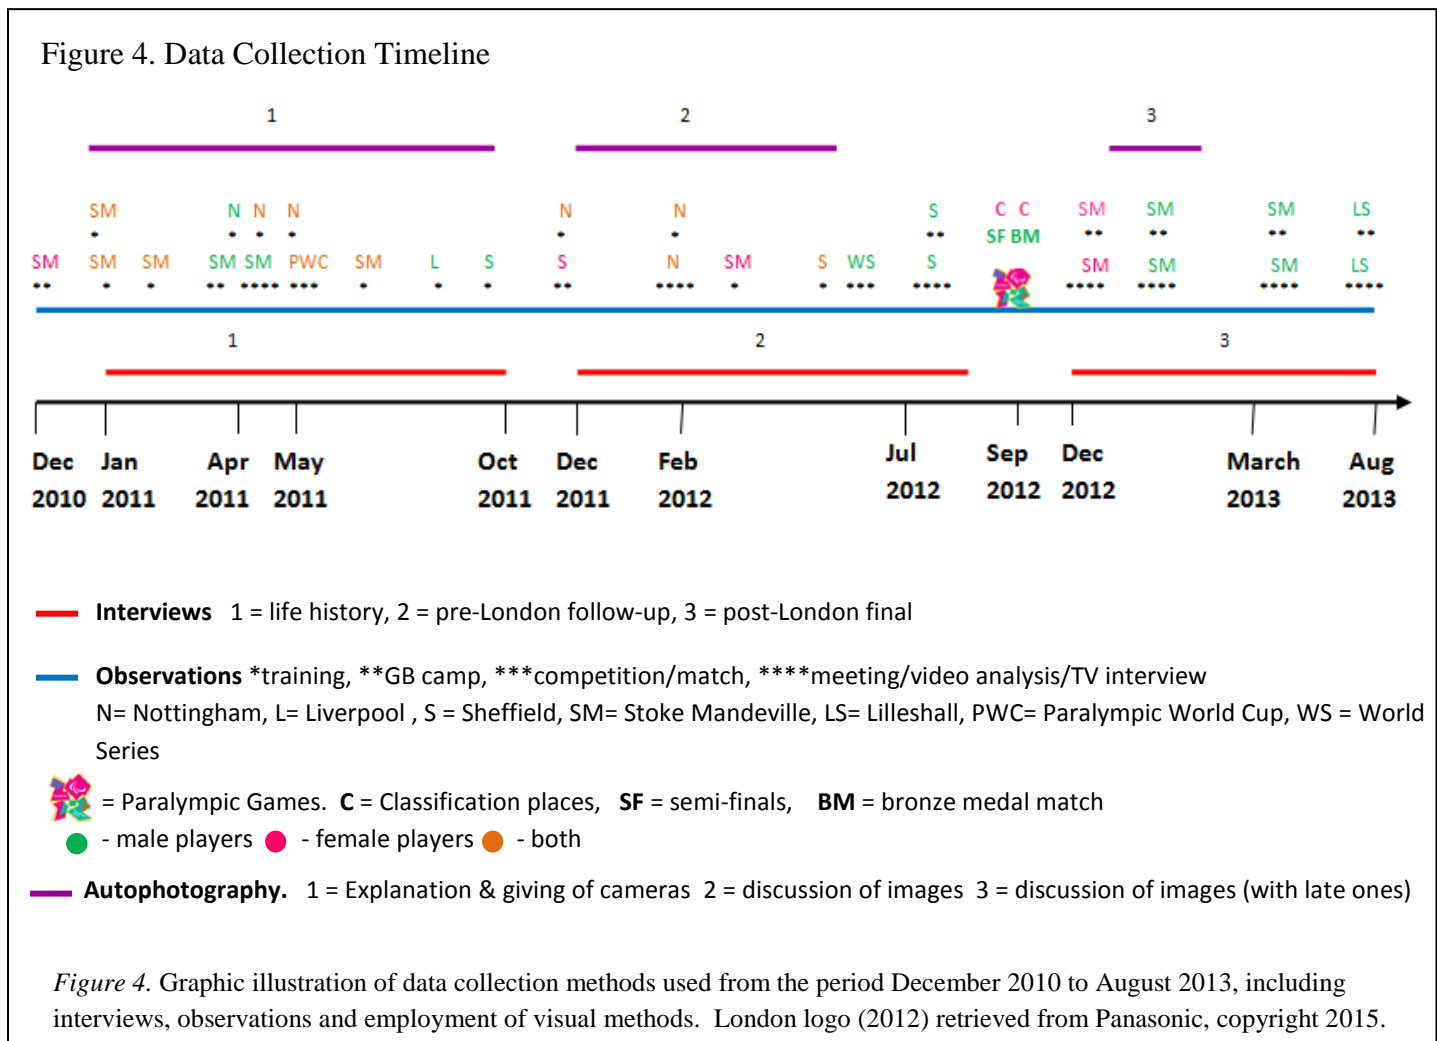 Figure 4. Data Collection Timeline
1 2 3
SM N N N N N S C C SM SM SM LS
* * * * * * ** SF BM ** ** ** **
SM SM SM SM SM PWC SM L S S N SM S WS S SM SM SM LS
** * * ** **** *** * * * ** **** * * *** **** **** **** **** ****
1 2 3
Dec Jan Apr May Oct Dec Feb Jul Sep Dec March Aug
2010 2011 2011 2011 2011 2011 2012 2012 2012 2012 2013 2013
Interviews 1 = life history, 2 = pre-London follow-up, 3 = post-London final
Observations *training, **GB camp, ***competition/match, ****meeting/video analysis/TV interview
N= Nottingham, L= Liverpool , S = Sheffield, SM= Stoke Mandeville, LS= Lilleshall, PWC= Paralympic World Cup, WS = World
Series
= Paralympic Games. C = Classification places, SF = semi-finals, BM = bronze medal match
- male players - female players - both
Autophotography. 1 = Explanation & giving of cameras 2 = discussion of images 3 = discussion of images (with late ones)
Figure 4. Graphic illustration of data collection methods used from the period December 2010 to August 2013, including
interviews, observations and employment of visual methods. London logo (2012) retrieved from Panasonic, copyright 2015.